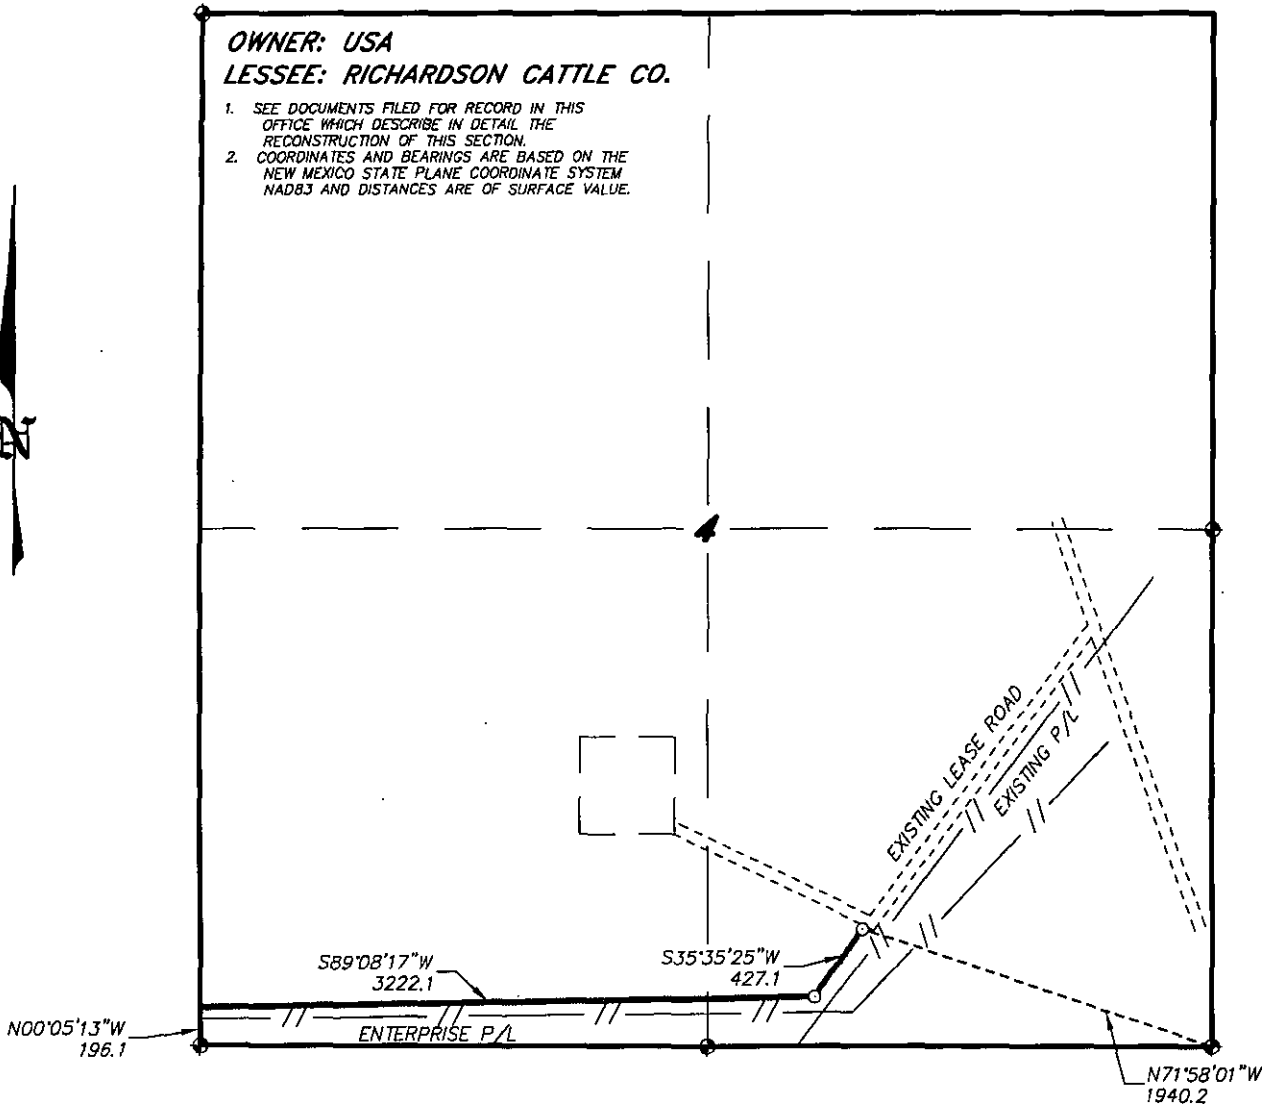 OWNER: USA
LESSEE: RICHARDSON CATTLE CO.
1. SEE DOCUMENTS FILED FOR RECORD IN THIS
OFFICE WHICH DESCRIBE IN DETAIL THE
RECONSTRUCTION OF THIS SECTION.
2. COORDINATES AND BEARINGS ARE BASED ON THE
NEW MEXICO STATE PLANE COORDINATE SYSTEM
NAD83 AND DISTANCES ARE OF SURFACE VALUE.
4
EXISTING LEASE ROAD
EXISTING P/L
S89°08'17"W
3222.1
S35°35'25"W
427.1
N00°05'13"W
196.1
ENTERPRISE P/L
N71°58'01"W
1940.2